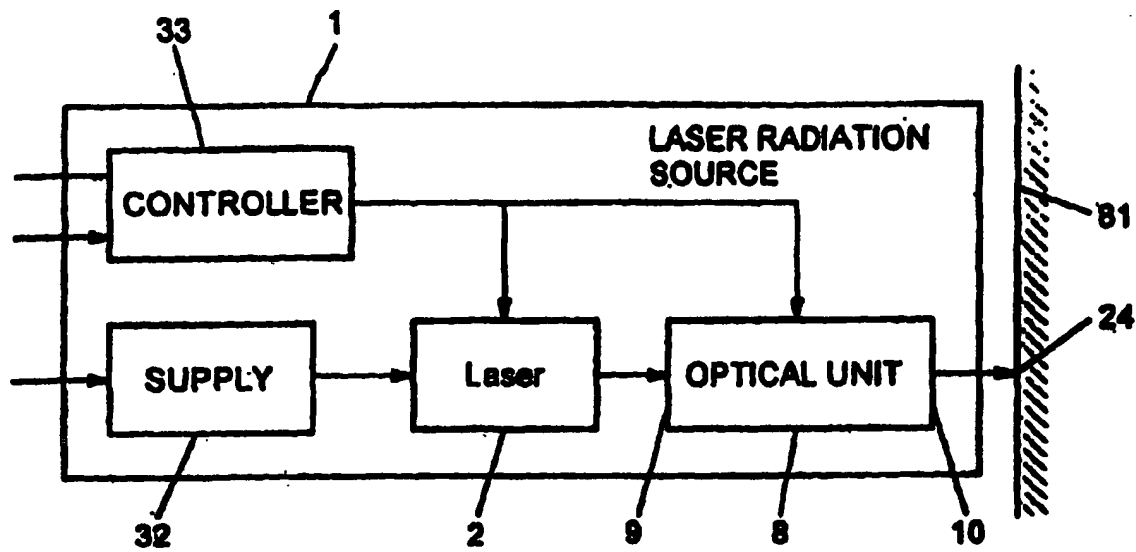 33
1
LASER RADIATION
SOURCE
CONTROLLER
81
24
SUPPLY
Laser
OPTICAL UNIT
32
2
9
8
10